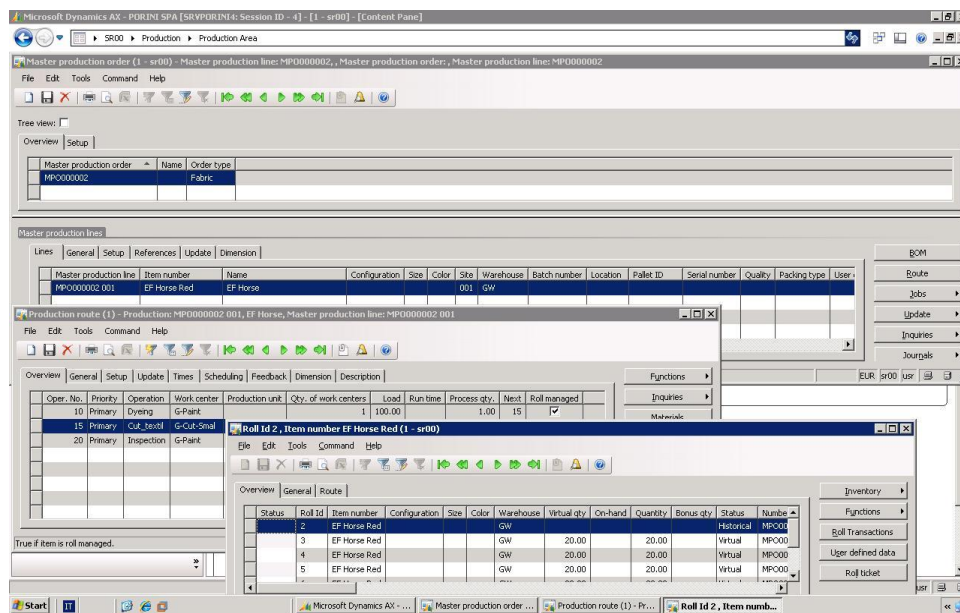 Microsoft Dynamics AX - PORINI SPA [SRVPORINI4: Session ID - 4] - [1 - sr00] - [Content Pane]
SR00 Production Production Area
Master production order (1 - sr00) - Master production line: MPO000002, , Master production order: , Master production line: MPO000002
File Edit Tools Command Help
Tree view:
Overview Setup
Master production order Name Order type
MPO000002 Fabric
Master production lines
Lines General Setup References Update Dimension
BOM
Master production line Item number Name Configuration Size Color Site Warehouse Batch number Location Pallet ID Serial number Quality Packing type User
Route
MPO000002 001 EF Horse Red EF Horse 001 GW
Jobs
Update
Inquiries
Journals
EUR sr00 usr
Production route (1) - Production: MPO000002 001, EF Horse, Master production line: MPO000002 001
File Edit Tools Command Help
Overview General Setup Update Times Scheduling Feedback Dimension Description
Functions
Inquiries
Materials
Oper. No. Priority Operation Work center Production unit Qty. of work centers Load Run time Process qty. Next Roll managed
10 Primary Dyeing G-Paint 1 100.00 1.00 15
15 Primary Cut_textil G-Cut-Smal
20 Primary Inspection G-Paint
True if item is roll managed.
Roll Id 2 , Item number EF Horse Red (1 - sr00)
File Edit Tools Command Help
Overview General Route
Inventory
Functions
Roll Transactions
User defined data
Roll ticket
Status Roll Id Item number Configuration Size Color Warehouse Virtual qty On-hand Quantity Bonus qty Status Numbe
2 EF Horse Red GW Historical MPO00
3 EF Horse Red GW 20.00 20.00 Virtual MPO00
4 EF Horse Red GW 20.00 20.00 Virtual MPO00
5 EF Horse Red GW 20.00 20.00 Virtual MPO00
usr
Start Microsoft Dynamics AX - ... Master production order ... Production route (1) - Pr... Roll Id 2 , Item numb...